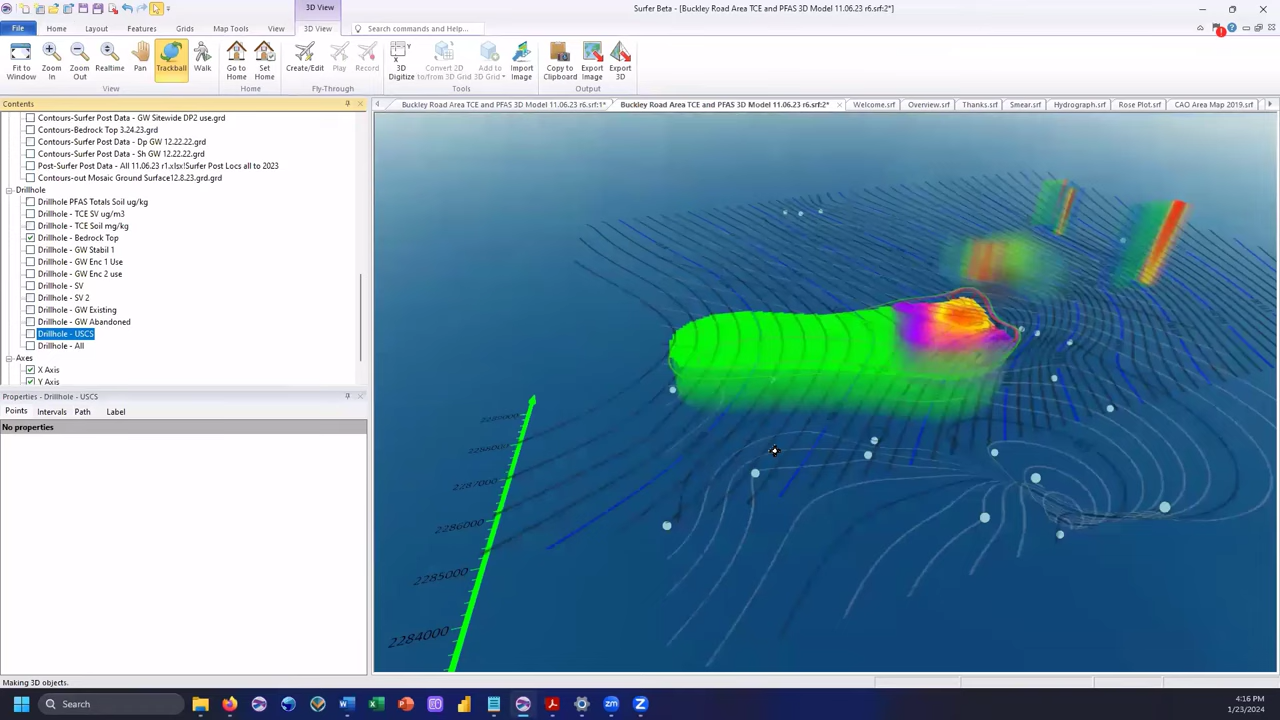 3D View
Surfer Beta - [Buckley Road Area TCE and PFAS 3D Model 11.06.23 r6.srf:2*]
File Home Layout Features Grids Map Tools View 3D View Search commands and Help...
Fit to Window Zoom In Zoom Out Realtime Pan Trackball Walk Go to Home Set Home Create/Edit Play Record 3D Digitize Convert 2D to/from 3D Grid Add to 3D Grid Import Image Copy to Clipboard Export Image Export 3D
View Home Fly-Through Tools Output
Contents
Buckley Road Area TCE and PFAS 3D Model 11.06.23 r6.srf:1* Buckley Road Area TCE and PFAS 3D Model 11.06.23 r6.srf:2* Welcome.srf Overview.srf Thanks.srf Smear.srf Hydrograph.srf Rose Plot.srf CAO Area Map 2019.srf
Contours-Surfer Post Data - GW Sitewide DP2 use.grd
Contours-Bedrock Top 3.24.23.grd
Contours-Surfer Post Data - Dp GW 12.22.22.grd
Contours-Surfer Post Data - Sh GW 12.22.22.grd
Post-Surfer Post Data - All 11.06.23 r1.xlsx!Surfer Post Locs all to 2023
Contours-out Mosaic Ground Surface12.8.23.grd.grd
Drillhole
Drillhole PFAS Totals Soil ug/kg
Drillhole - TCE SV ug/m3
Drillhole - TCE Soil mg/kg
Drillhole - Bedrock Top
Drillhole - GW Stabil 1
Drillhole - GW Enc 1 Use
Drillhole - GW Enc 2 use
Drillhole - SV
Drillhole - SV 2
Drillhole - GW Existing
Drillhole - GW Abandoned
Drillhole - USCS
Drillhole - All
Axes
X Axis
Y Axis
Properties - Drillhole - USCS
Points Intervals Path Label
No properties
2287000
2286000
2285000
2284000
Making 3D objects.
Search
4:16 PM
1/23/2024